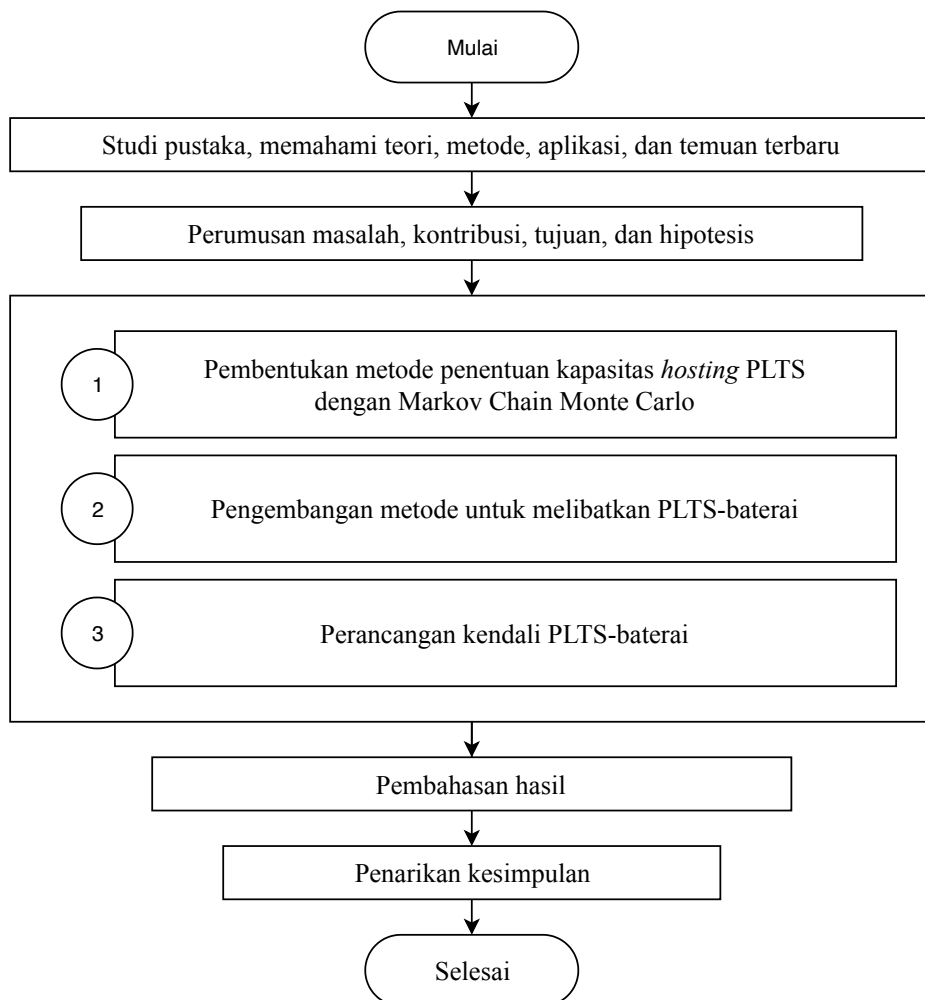 Mulai
Studi pustaka, memahami teori, metode, aplikasi, dan temuan terbaru
Perumusan masalah, kontribusi, tujuan, dan hipotesis
1
Pembentukan metode penentuan kapasitas hosting PLTS
dengan Markov Chain Monte Carlo
2
Pengembangan metode untuk melibatkan PLTS-baterai
3
Perancangan kendali PLTS-baterai
Pembahasan hasil
Penarikan kesimpulan
Selesai